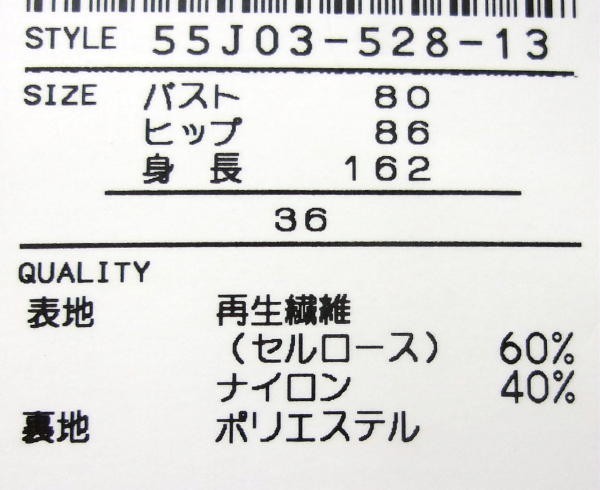 STYLE 55J03-528-13
SIZE バスト 80
ヒップ 86
身長 162
36
QUALITY
表地 再生繊維
（セルロース） 60%
ナイロン 40%
裏地 ポリエステル